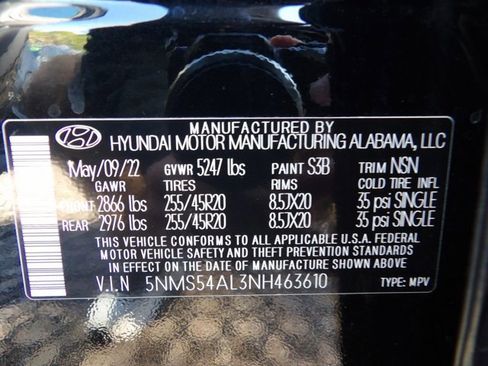 MANUFACTURED BY
HYUNDAI MOTOR MANUFACTURING ALABAMA, LLC
May/09/22 GVWR 5247 lbs PAINT S3B TRIM NSN
GAWR TIRES RIMS COLD TIRE INFL
FRONT 2866 lbs 255/45R20 8.5JX20 35 psi SINGLE
REAR 2976 lbs 255/45R20 8.5JX20 35 psi SINGLE
THIS VEHICLE CONFORMS TO ALL APPLICABLE U.S.A. FEDERAL
MOTOR VEHICLE SAFETY AND THEFT PREVENTION STANDARDS
IN EFFECT ON THE DATE OF MANUFACTURE SHOWN ABOVE.
V.I.N 5NMS54AL3NH463610 TYPE: MPV